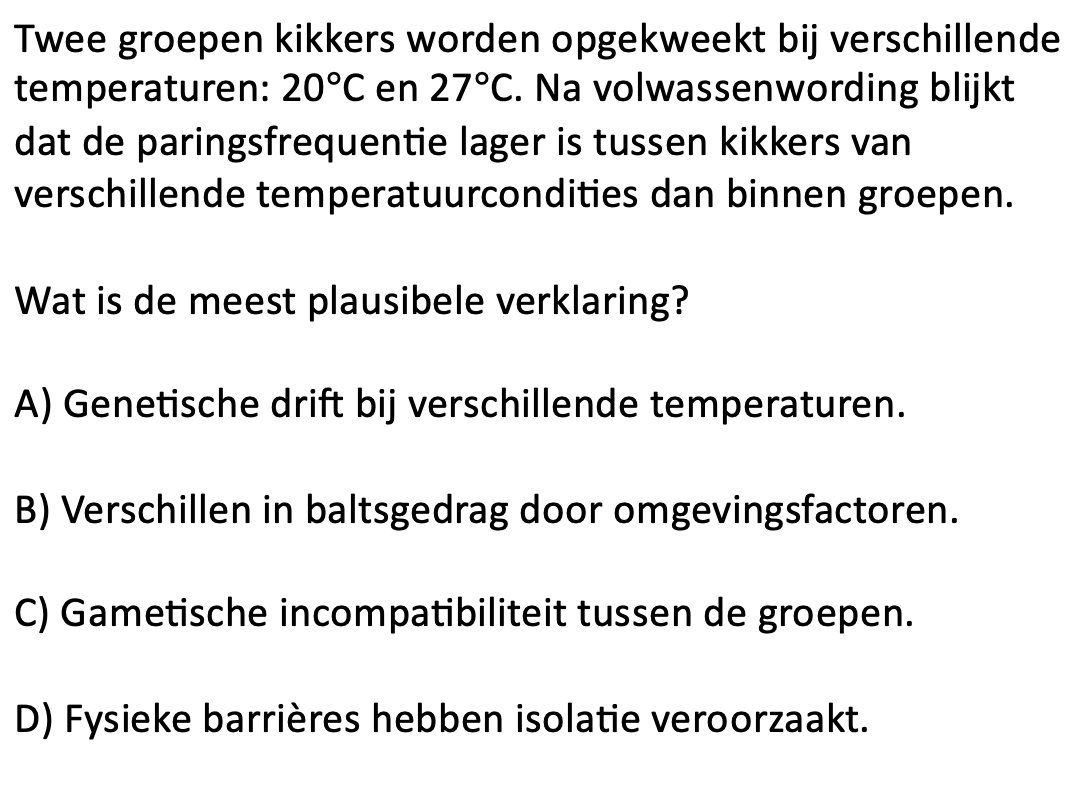 Twee groepen kikkers worden opgekweekt bij verschillende
temperaturen: 20°C en 27°C. Na volwassenwording blijkt
dat de paringsfrequentie lager is tussen kikkers van
verschillende temperatuurcondities dan binnen groepen.
Wat is de meest plausibele verklaring?
A) Genetische drift bij verschillende temperaturen.
B) Verschillen in baltsgedrag door omgevingsfactoren.
C) Gametische incompatibiliteit tussen de groepen.
D) Fysieke barrières hebben isolatie veroorzaakt.